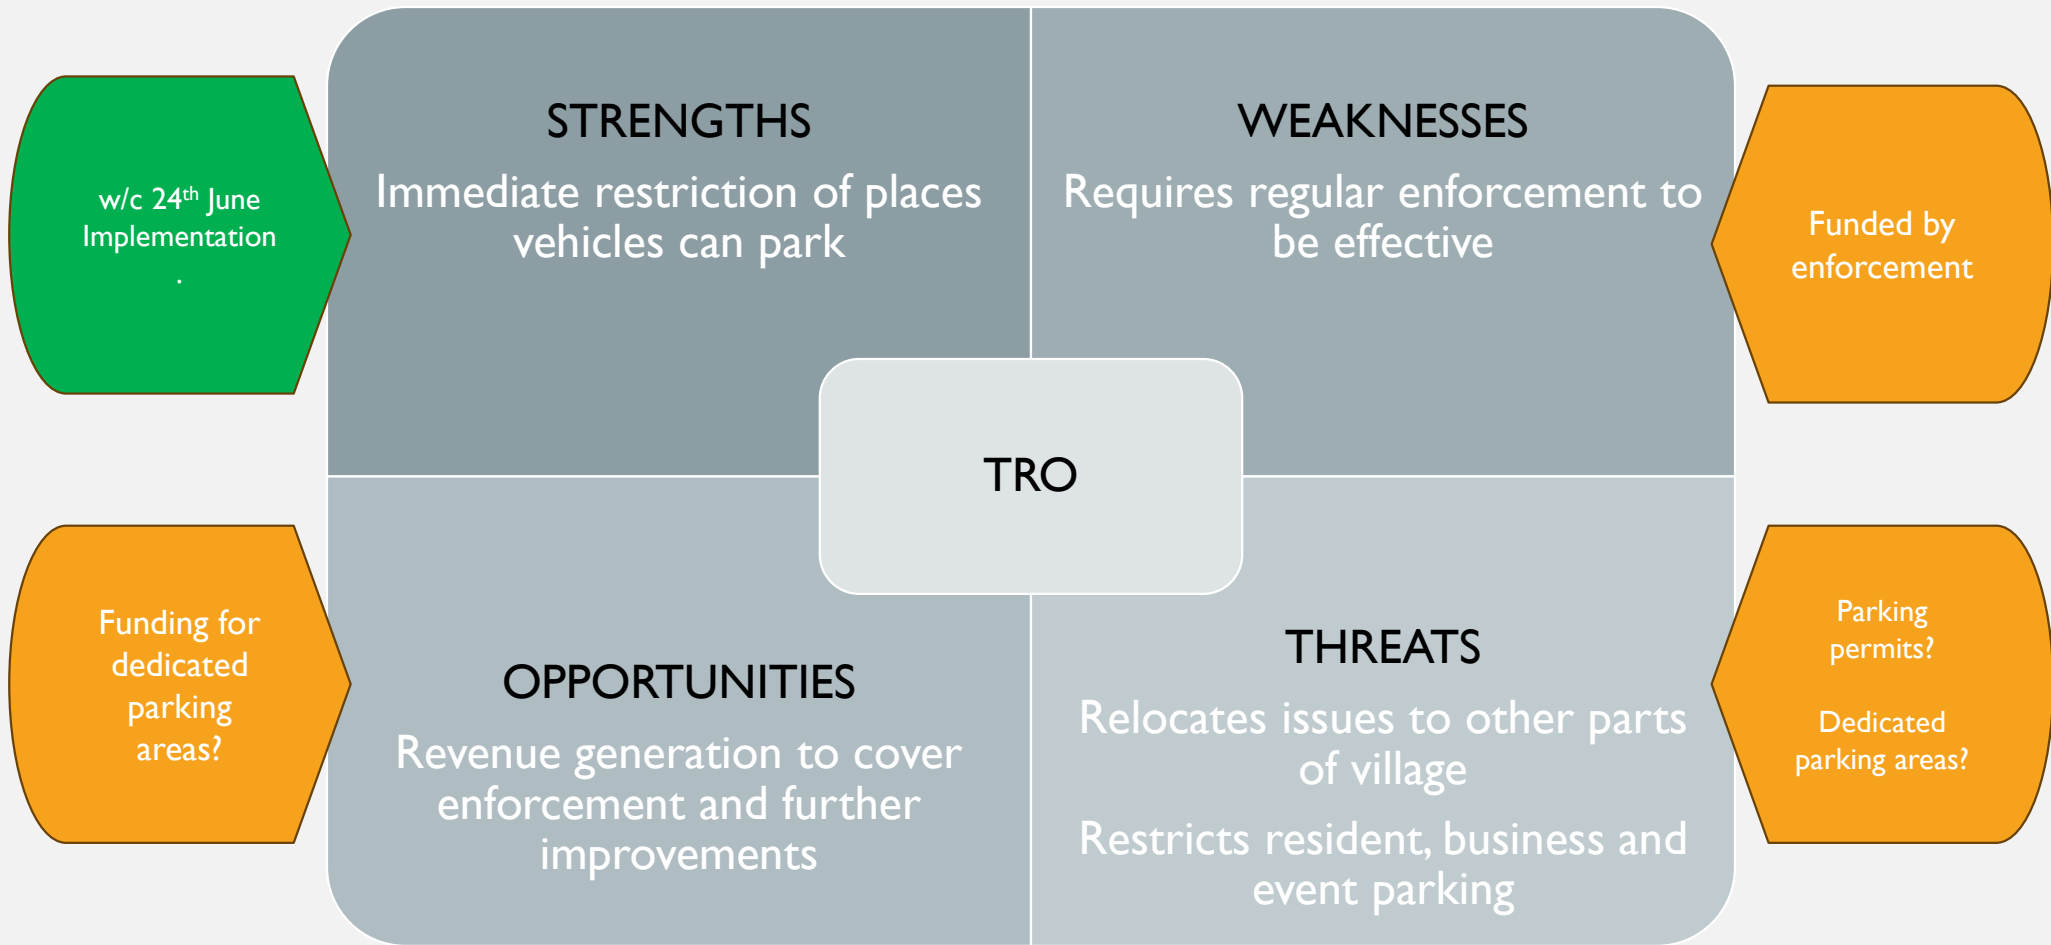 w/c 24th June
Implementation
.
STRENGTHS
Immediate restriction of places
vehicles can park
WEAKNESSES
Requires regular enforcement to
be effective
Funded by
enforcement
TRO
Funding for
dedicated
parking
areas?
OPPORTUNITIES
Revenue generation to cover
enforcement and further
improvements
THREATS
Relocates issues to other parts
of village
Restricts resident, business and
event parking
Parking
permits?
Dedicated
parking areas?